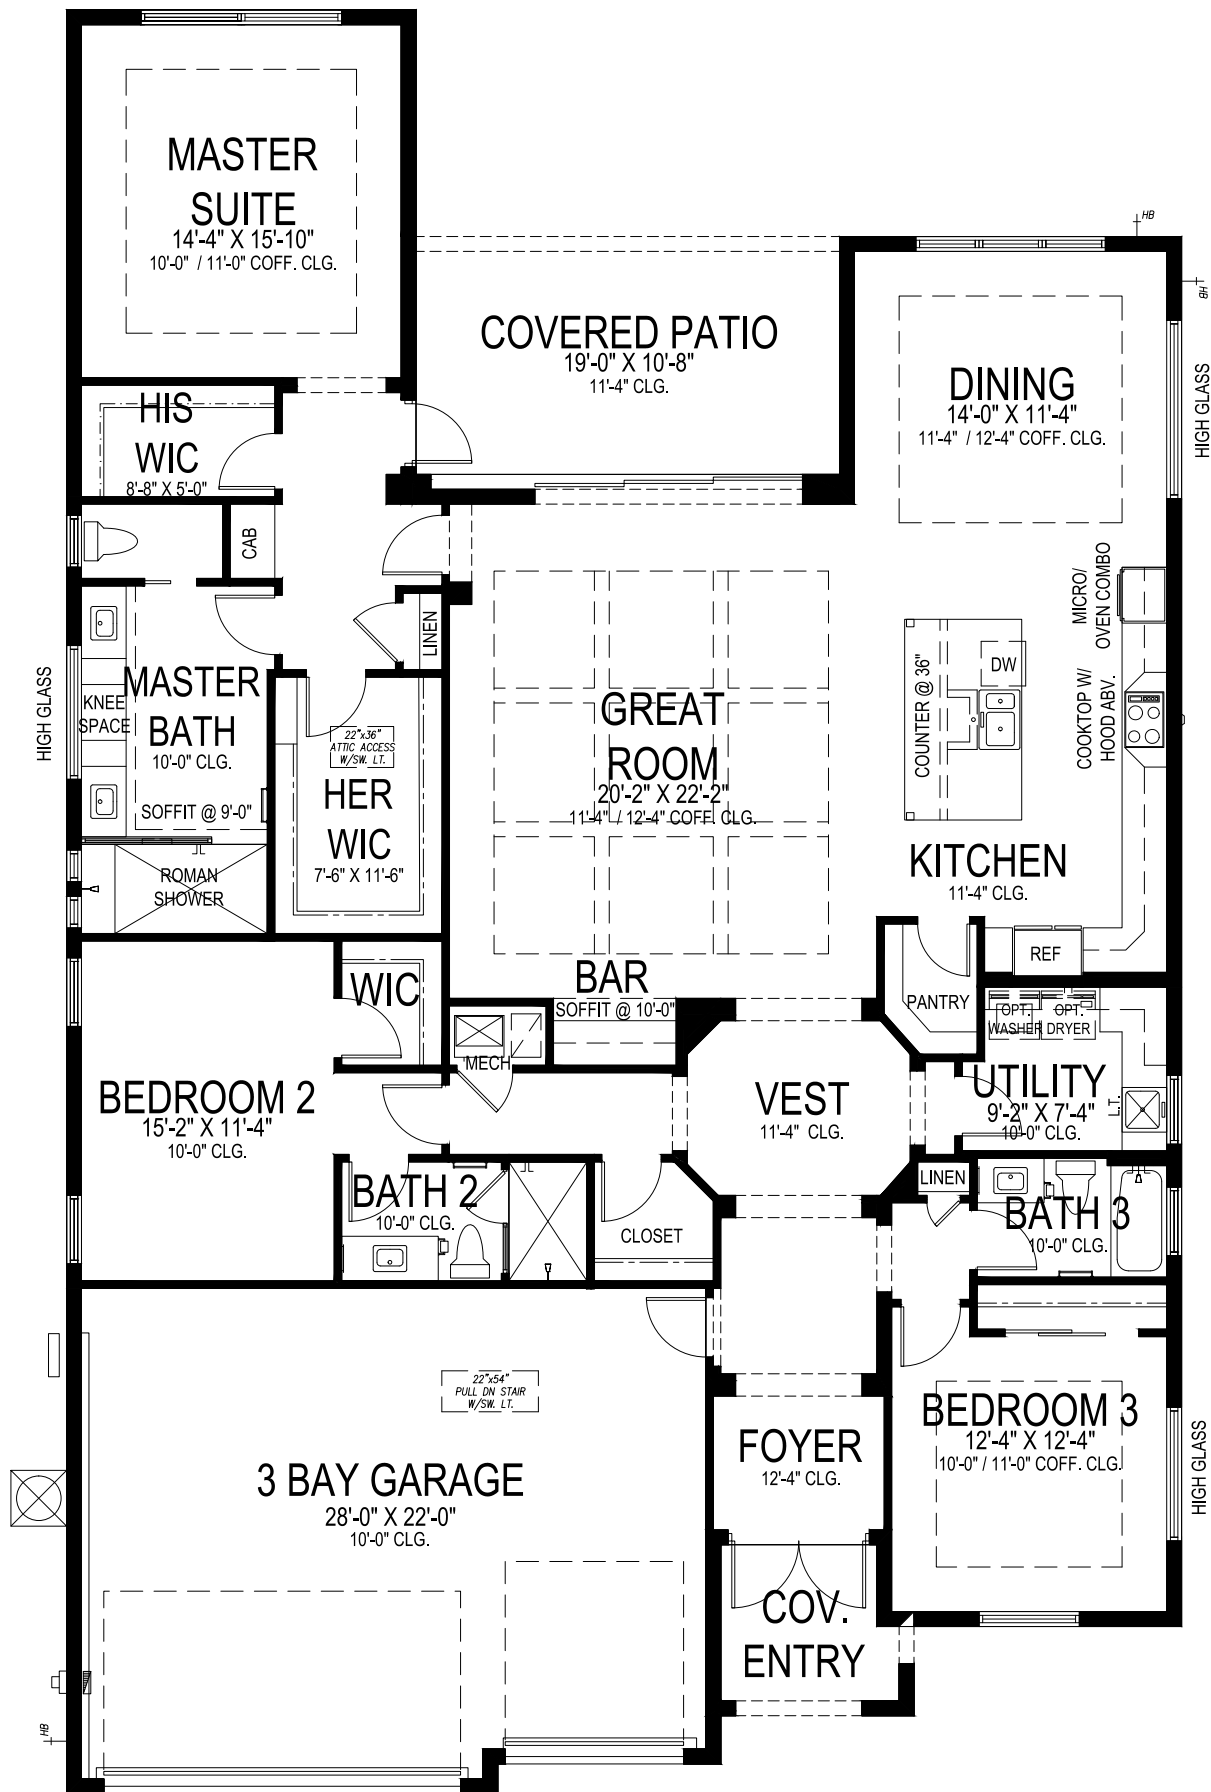 MASTER
SUITE
14'-4" X 15'-10"
10'-0" / 11'-0" COFF. CLG.
HB
HB
COVERED PATIO
19'-0" X 10'-8"
11'-4" CLG.
DINING
14'-0" X 11'-4"
11'-4" / 12'-4" COFF. CLG.
HIGH GLASS
HIS
WIC
8'-8" X 5'-0"
CAB
LINEN
MICRO/
OVEN COMBO
HIGH GLASS
KNEE
SPACE
MASTER
BATH
10'-0" CLG.
SOFFIT @ 9'-0"
22"x36"
ATTIC ACCESS
W/SW. LT.
HER
WIC
7'-6" X 11'-6"
GREAT
ROOM
20'-2" X 22'-2"
11'-4" / 12'-4" COFF. CLG.
COUNTER @ 36"
DW
COOKTOP W/
HOOD ABV.
KITCHEN
11'-4" CLG.
ROMAN
SHOWER
REF
BAR
SOFFIT @ 10'-0"
PANTRY
WIC
OPT.
WASHER
OPT.
DRYER
MECH
BEDROOM 2
15'-2" X 11'-4"
10'-0" CLG.
VEST
11'-4" CLG.
UTILITY
9'-2" X 7'-4"
10'-0" CLG.
L.T.
BATH 2
10'-0" CLG.
CLOSET
LINEN
BATH 3
10'-0" CLG.
22"x54"
PULL DN STAIR
W/SW. LT.
3 BAY GARAGE
28'-0" X 22'-0"
10'-0" CLG.
FOYER
12'-4" CLG.
BEDROOM 3
12'-4" X 12'-4"
10'-0" / 11'-0" COFF. CLG.
HIGH GLASS
COV.
ENTRY
HB